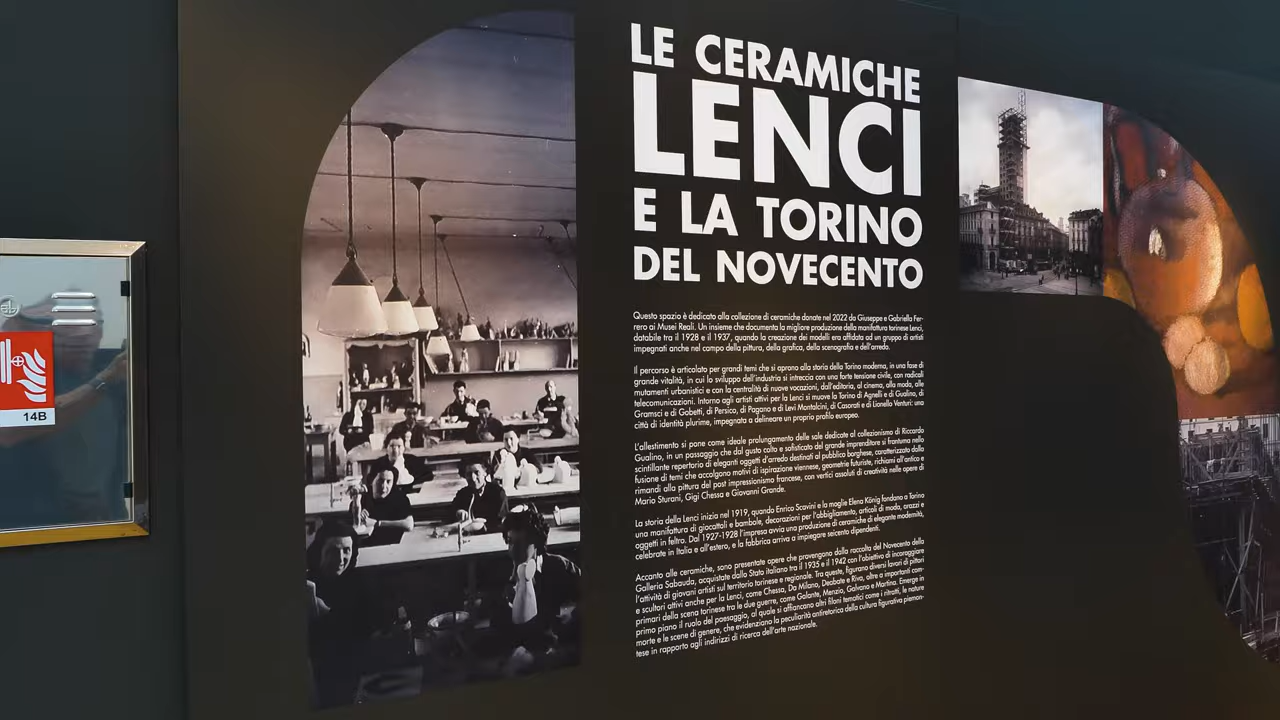 14B
LE CERAMICHE
LENCI
E LA TORINO
DEL NOVECENTO
Questo spazio è dedicato alla collezione di ceramiche donate nel 2022 da Giuseppe e Gabriella Fer-
rero ai Musei Reali. Un insieme che documenta la migliore produzione della manifattura torinese Lenci,
databile tra il 1928 e il 1937, quando la creazione dei modelli era affidata ad un gruppo di artisti
impegnati anche nel campo della pittura, della grafica, della scenografia e dell'arredo.
Il percorso è articolato per grandi temi che si aprono alla storia della Torino moderna, in una fase di
grande vitalità, in cui lo sviluppo dell'industria si intreccia con una forte tensione civile, con radicali
mutamenti urbanistici e con la centralità di nuove vocazioni, dall'editoria, al cinema, alla moda, alle
telecomunicazioni. Intorno agli artisti attivi per la Lenci si muove la Torino di Agnelli e di Gualino, di
Gramsci e di Gobetti, di Persico, di Pagano e di Levi Montalcini, di Casorati e di Lionello Venturi: una
città di identità plurime, impegnata a delineare un proprio profilo europeo.
L'allestimento si pone come ideale prolungamento delle sale dedicate al collezionismo di Riccardo
Gualino, in un passaggio che dal gusto colto e sofisticato del grande imprenditore si frantuma nello
scintillante repertorio di eleganti oggetti d'arredo destinati al pubblico borghese, caratterizzato dalla
fusione di temi che accolgono motivi di ispirazione viennese, geometrie futuriste, richiami all'antico e
rimandi alla pittura del post impressionismo francese, con vertici assoluti di creatività nelle opere di
Mario Sturani, Gigi Chessa e Giovanni Grande.
La storia della Lenci inizia nel 1919, quando Enrico Scavini e la moglie Elena König fondano a Torino
una manifattura di giocattoli e bambole, decorazioni per l'abbigliamento, articoli di moda, arazzi e
oggetti in feltro. Dal 1927-1928 l'impresa avvia una produzione di ceramiche di elegante modernità,
celebrate in Italia e all'estero, e la fabbrica arriva a impiegare seicento dipendenti.
Accanto alle ceramiche, sono presentate opere che provengono dalla raccolta del Novecento della
Galleria Sabauda, acquistate dallo Stato italiano tra il 1935 e il 1942 con l'obiettivo di incoraggiare
l'attività di giovani artisti sul territorio torinese e regionale. Tra queste, figurano diversi lavori di pittori
e scultori attivi anche per la Lenci, come Chessa, Da Milano, Deabate e Riva, oltre a importanti com-
primari della scena torinese tra le due guerre, come Galante, Menzio, Galvano e Martina. Emerge in
primo piano il ruolo del paesaggio, al quale si affiancano altri filoni tematici come i ritratti, le nature
morte e le scene di genere, che evidenziano la peculiarità antiretorica della cultura figurativa piemon-
tese in rapporto agli indirizzi di ricerca dell'arte nazionale.